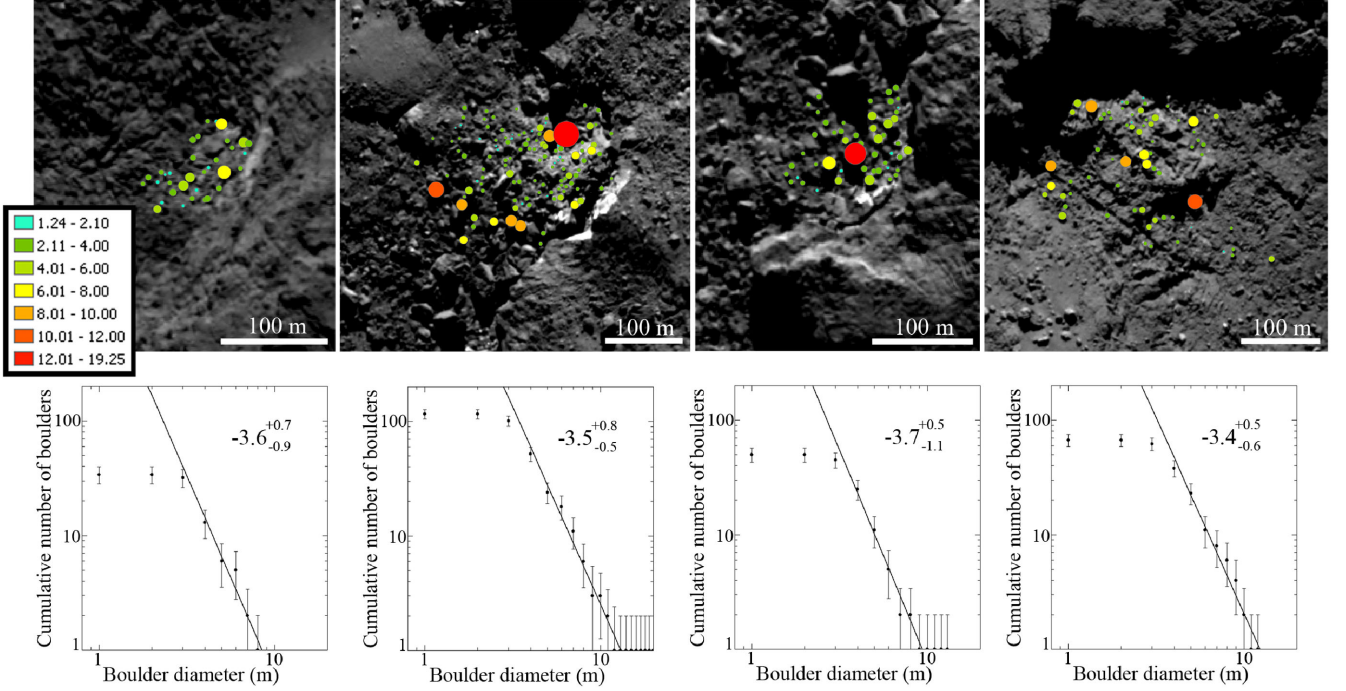 1.24 - 2.10
2.11 - 4.00
4.01 - 6.00
6.01 - 8.00
8.01 - 10.00
10.01 - 12.00
12.01 - 19.25
100 m
100 m
100 m
100 m
Cumulative number of boulders
100
10
1
-3.6 +0.7 -0.9
1
10
Boulder diameter (m)
Cumulative number of boulders
100
10
1
-3.5 +0.8 -0.5
1
10
Boulder diameter (m)
Cumulative number of boulders
100
10
1
-3.7 +0.5 -1.1
1
10
Boulder diameter (m)
Cumulative number of boulders
100
10
1
-3.4 +0.5 -0.6
1
10
Boulder diameter (m)